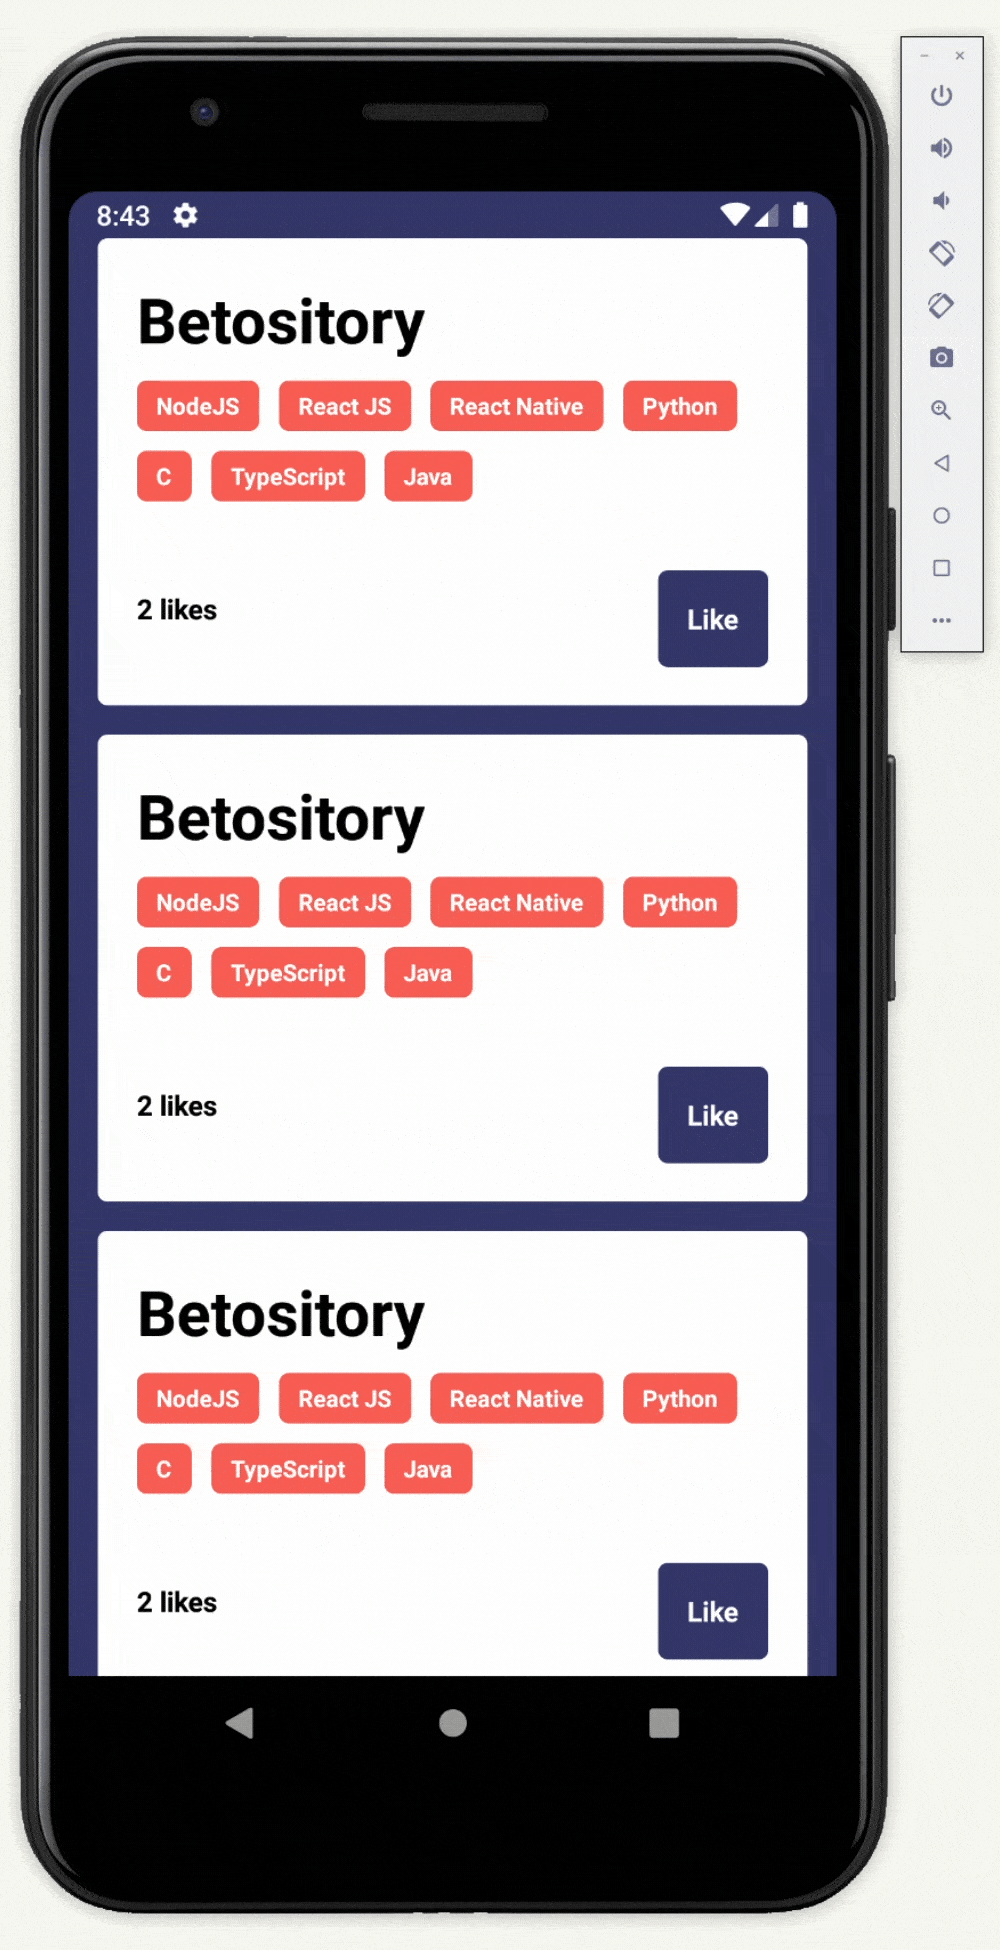 8:43
Betository
NodeJS React JS React Native Python
C TypeScript Java
2 likes Like
Betository
NodeJS React JS React Native Python
C TypeScript Java
2 likes Like
Betository
NodeJS React JS React Native Python
C TypeScript Java
2 likes Like